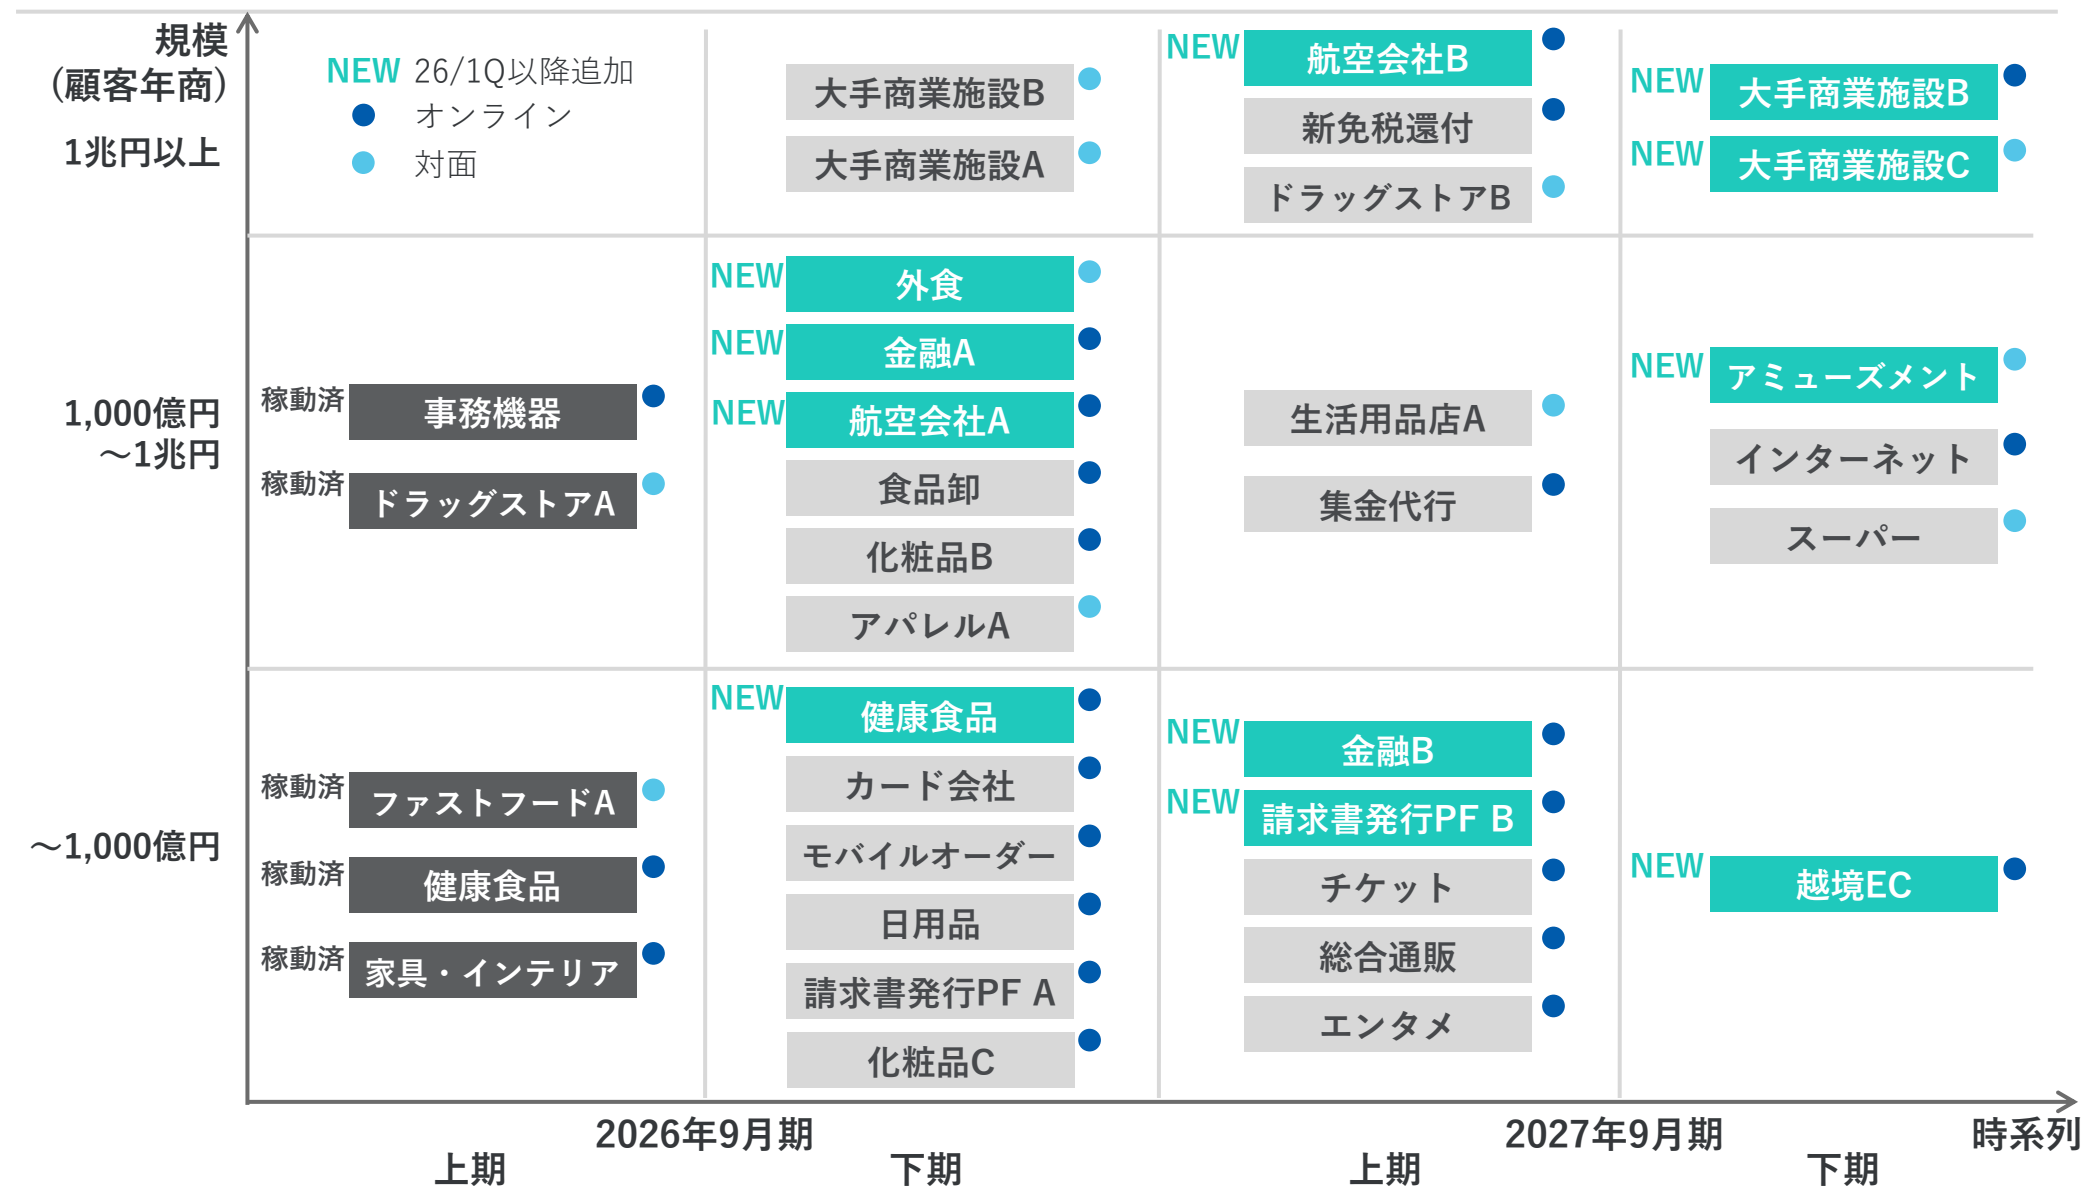 規模
(顧客年商)
NEW 26/1Q以降追加
オンライン
対面
1兆円以上
大手商業施設B
大手商業施設A
NEW 航空会社B
新免税還付
ドラッグストアB
NEW 大手商業施設B
NEW 大手商業施設C
1,000億円
～1兆円
稼動済 事務機器
稼動済 ドラッグストアA
NEW 外食
NEW 金融A
NEW 航空会社A
食品卸
化粧品B
アパレルA
生活用品店A
集金代行
NEW アミューズメント
インターネット
スーパー
～1,000億円
稼動済 ファストフードA
稼動済 健康食品
稼動済 家具・インテリア
NEW 健康食品
カード会社
モバイルオーダー
日用品
請求書発行PF A
化粧品C
NEW 金融B
NEW 請求書発行PF B
チケット
総合通販
エンタメ
NEW 越境EC
2026年9月期
2027年9月期
時系列
上期
下期
上期
下期